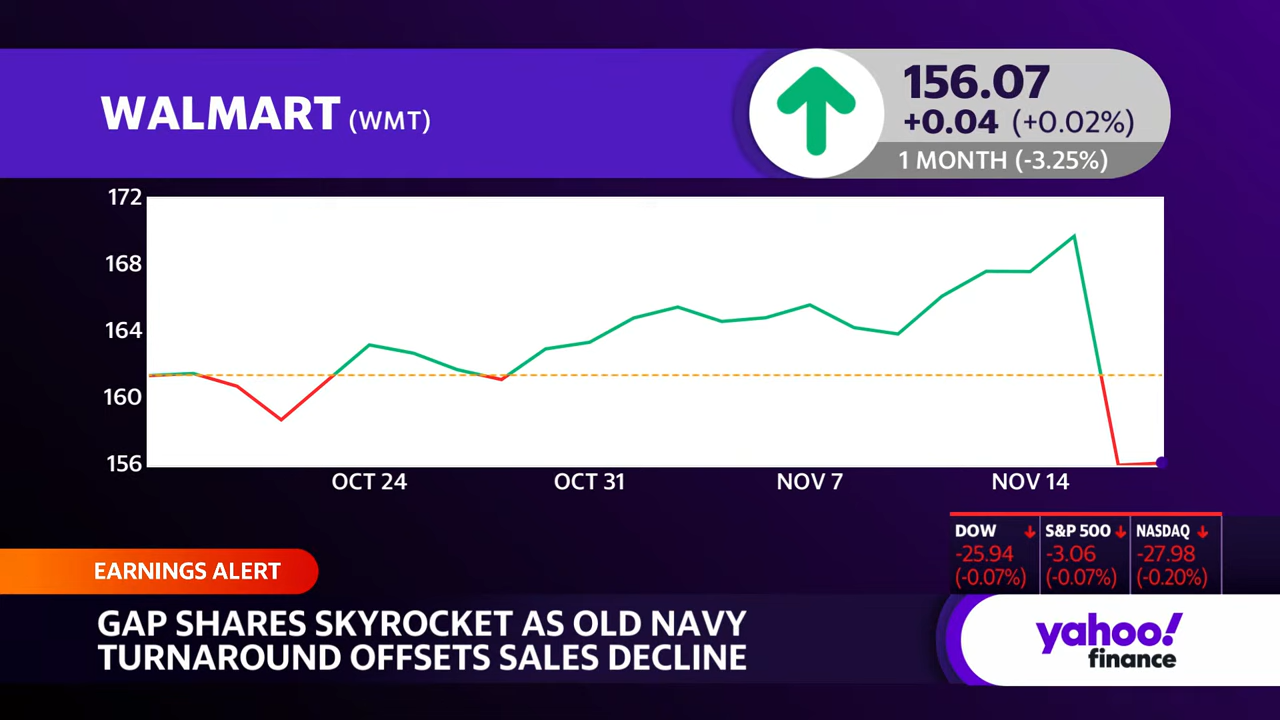 WALMART (WMT)
156.07
+0.04 (+0.02%)
1 MONTH (-3.25%)
172
168
164
160
156
OCT 24 OCT 31 NOV 7 NOV 14
DOW S&P 500 NASDAQ
-25.94 -3.06 -27.98
(-0.07%) (-0.07%) (-0.20%)
EARNINGS ALERT
GAP SHARES SKYROCKET AS OLD NAVY
TURNAROUND OFFSETS SALES DECLINE
yahoo!
finance